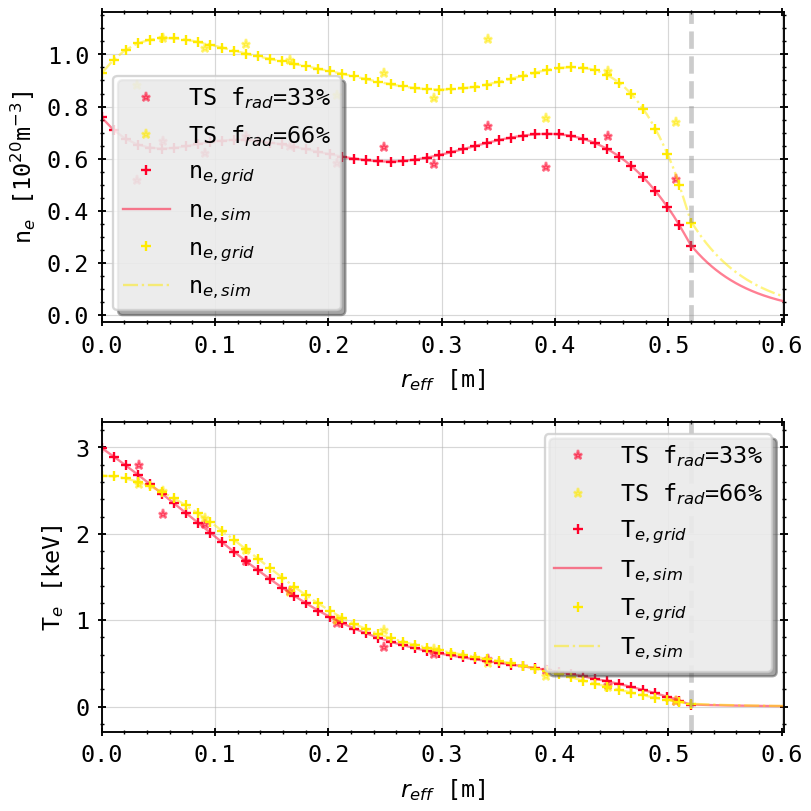 1.0
0.8
0.6
0.4
0.2
0.0
n_e [10^20 m^-3]
TS f_rad=33%
TS f_rad=66%
n_e,grid
n_e,sim
n_e,grid
n_e,sim
0.0 0.1 0.2 0.3 0.4 0.5 0.6
r_eff [m]
3
2
1
0
T_e [keV]
TS f_rad=33%
TS f_rad=66%
T_e,grid
T_e,sim
T_e,grid
T_e,sim
0.0 0.1 0.2 0.3 0.4 0.5 0.6
r_eff [m]